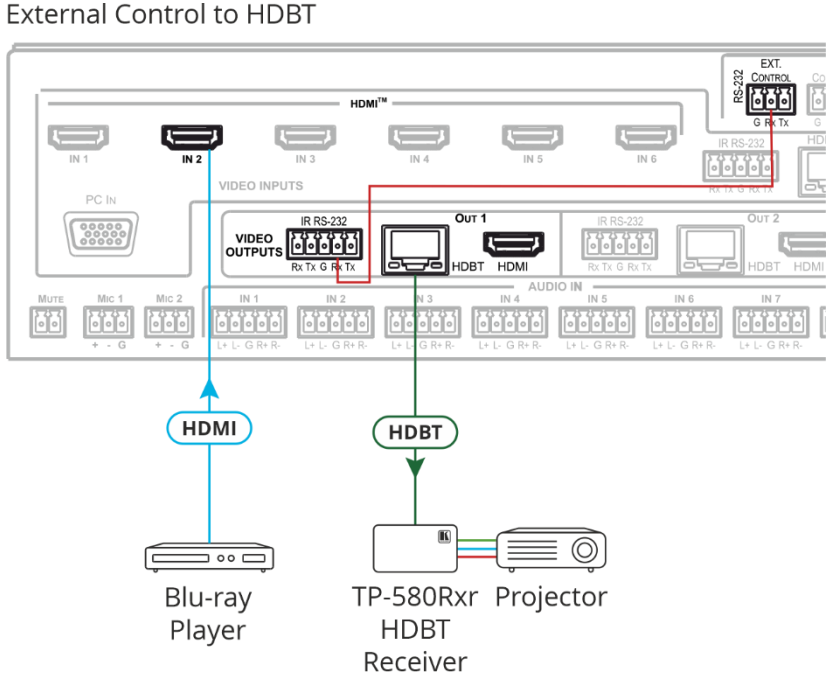 External Control to HDBT
EXT.
CONTROL
RS-232
G Rx Tx
Co
G
HDMI™
IN 1
IN 2
IN 3
IN 4
IN 5
IN 6
IR RS-232
HD
Rx Tx G Rx Tx
VIDEO INPUTS
PC IN
VIDEO
OUTPUTS
IR RS-232
Rx Tx G Rx Tx
OUT 1
HDBT
HDMI
IR RS-232
Rx Tx G Rx Tx
OUT 2
HDBT
HDMI
AUDIO IN
MUTE
MIC 1
MIC 2
IN 1
IN 2
IN 3
IN 4
IN 5
IN 6
IN 7
+ - G
+ - G
L+ L- G R+ R-
L+ L- G R+ R-
L+ L- G R+ R-
L+ L- G R+ R-
L+ L- G R+ R-
L+ L- G R+ R-
L+ L- G R+ R-
HDMI
HDBT
Blu-ray
Player
TP-580Rxr
HDBT
Receiver
Projector